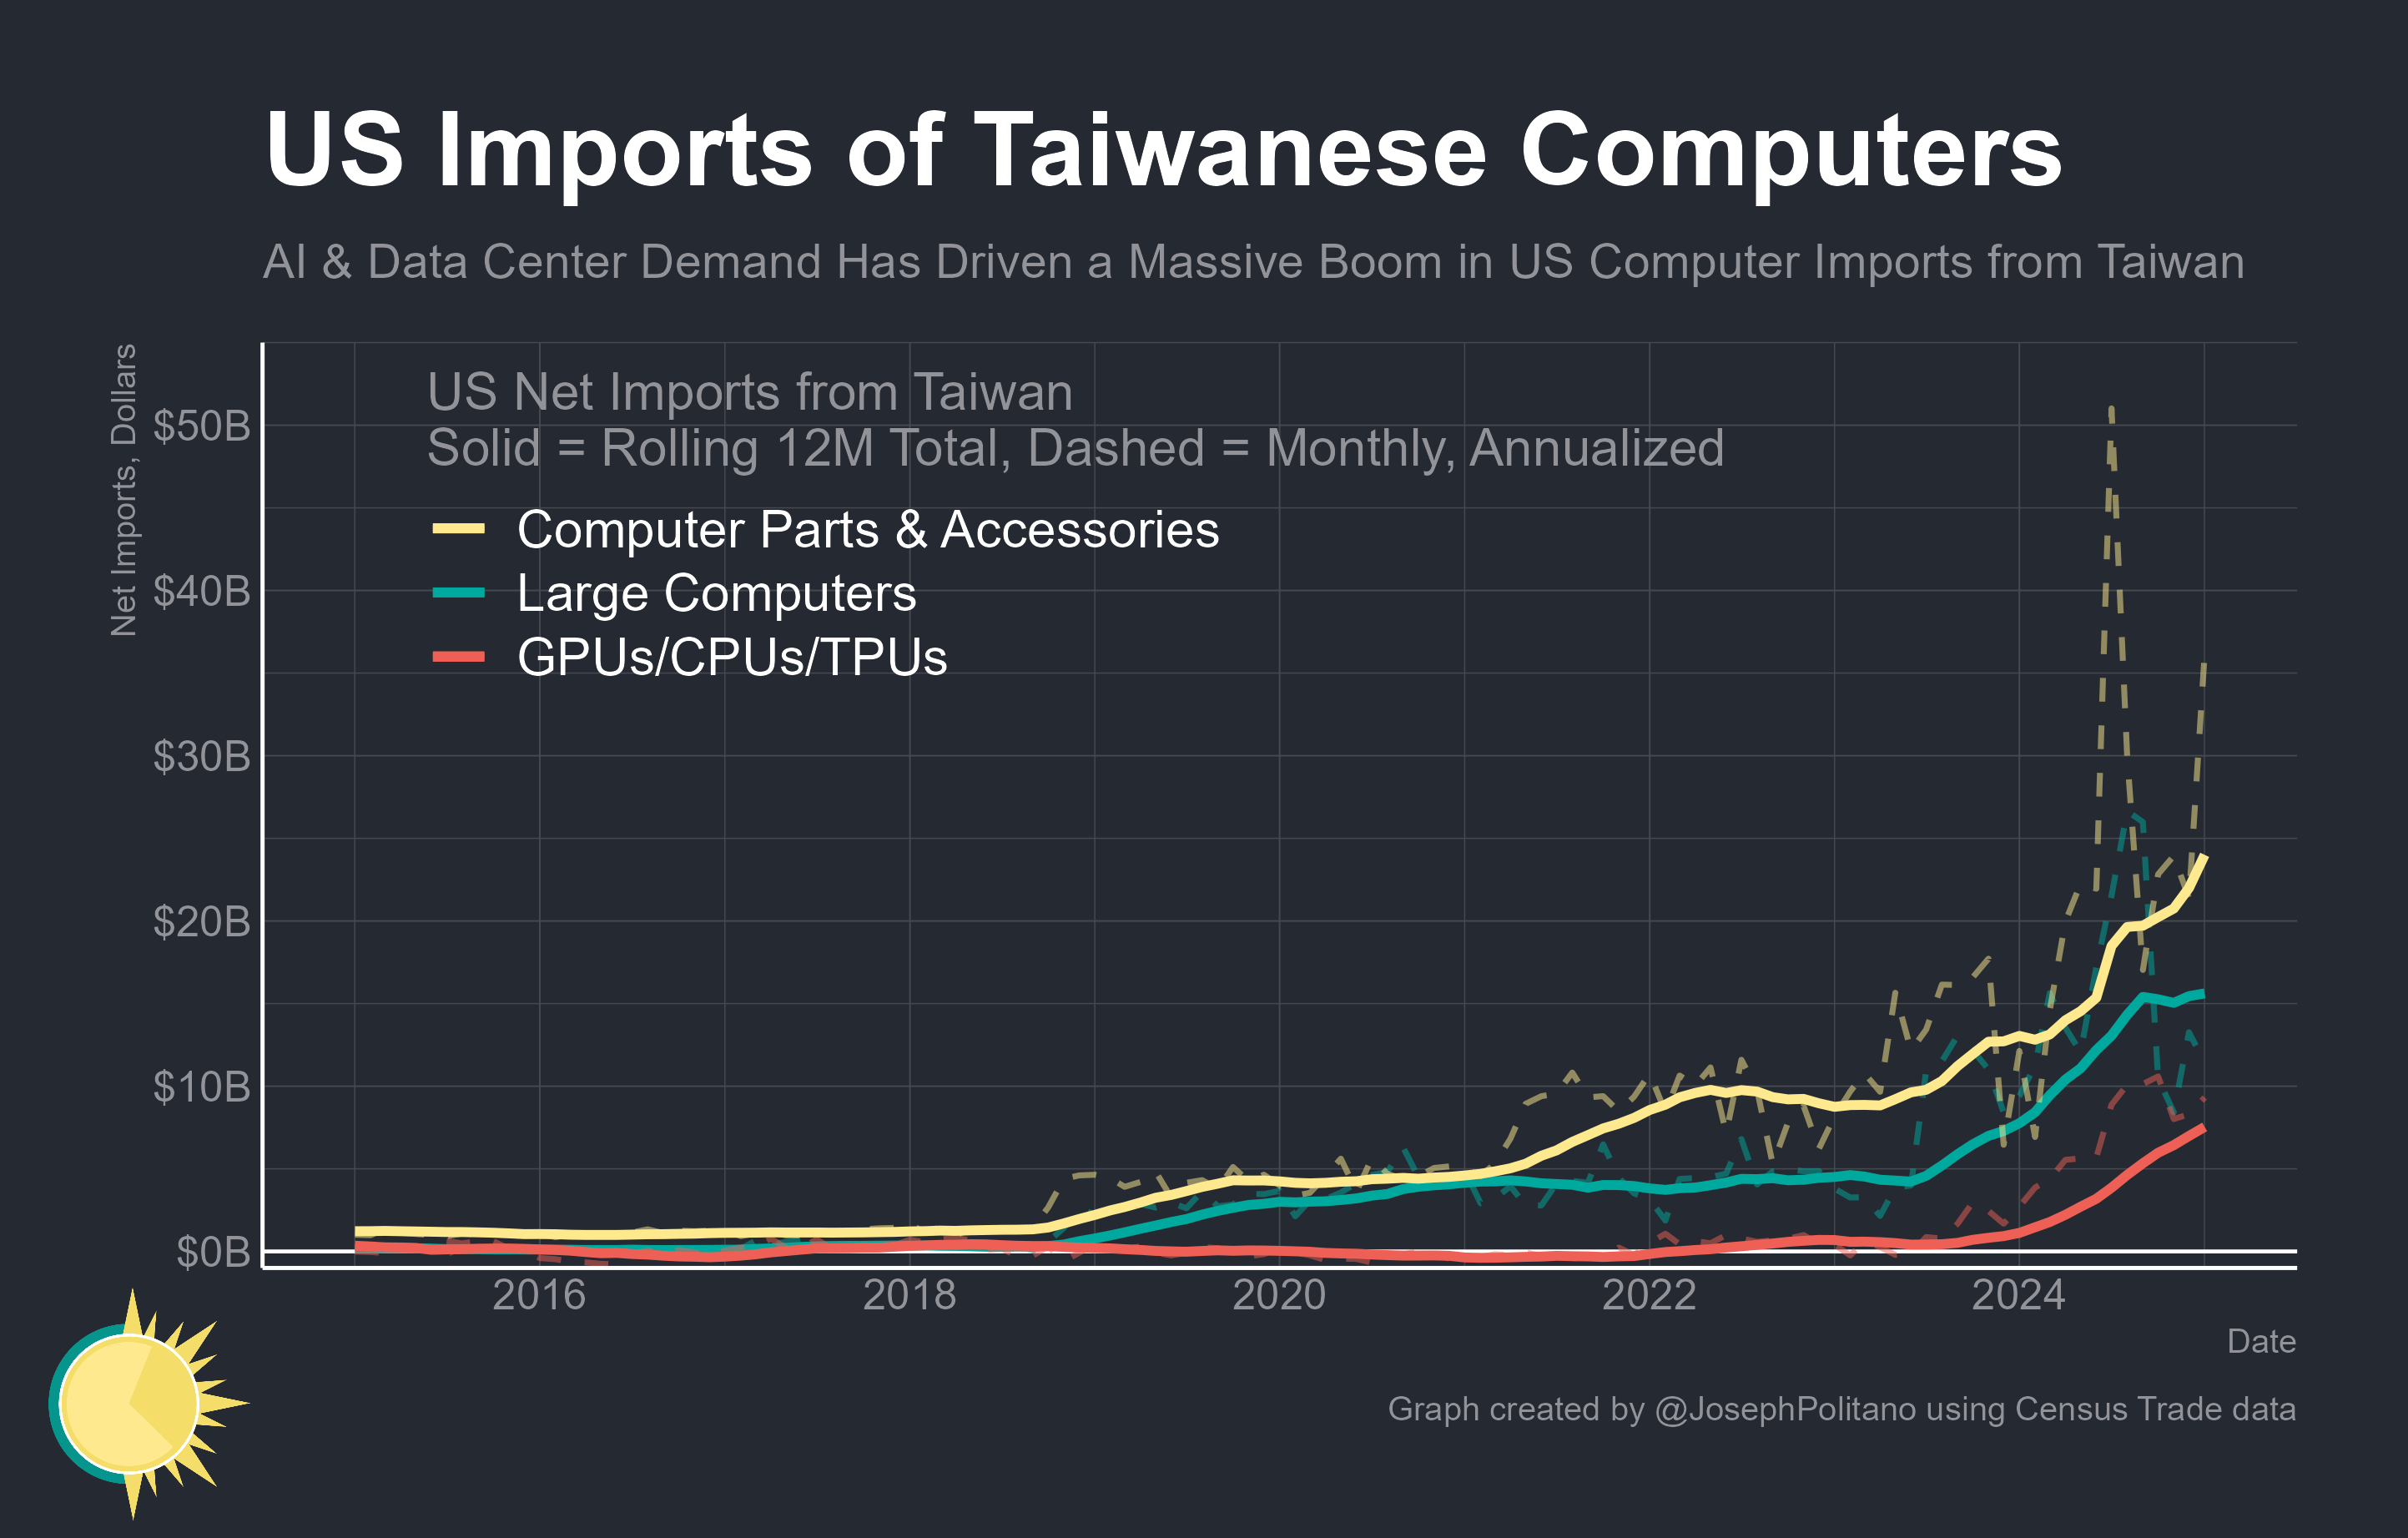 US Imports of Taiwanese Computers
AI & Data Center Demand Has Driven a Massive Boom in US Computer Imports from Taiwan
Net Imports, Dollars
US Net Imports from Taiwan
Solid = Rolling 12M Total, Dashed = Monthly, Annualized
Computer Parts & Accessories
Large Computers
GPUs/CPUs/TPUs
$50B
$40B
$30B
$20B
$10B
$0B
2016 2018 2020 2022 2024
Date
Graph created by @JosephPolitano using Census Trade data